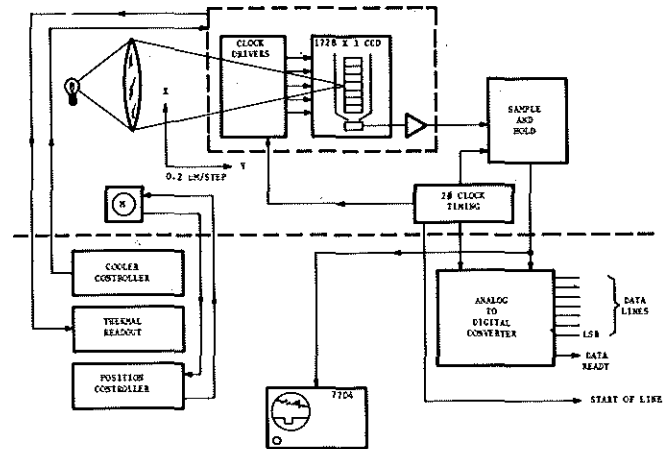 CLOCK
DRIVERS
1728 X 1 CCD
SAMPLE
AND
HOLD
X
Y
0.2 µM/STEP
2Ø CLOCK
TIMING
M
COOLER
CONTROLLER
THERMAL
READOUT
POSITION
CONTROLLER
ANALOG
TO
DIGITAL
CONVERTER
DATA
LINES
LSB
DATA
READY
START OF LINE
7704